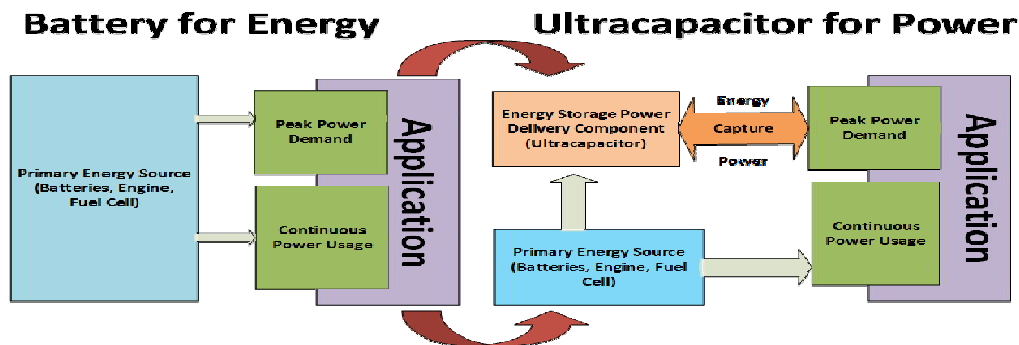 Battery for Energy
Ultracapacitor for Power
Primary Energy Source
(Batteries, Engine,
Fuel Cell)
Peak Power
Demand
Continuous
Power Usage
Application
Energy Storage Power
Delivery Component
(Ultracapacitor)
Energy
Capture
Power
Primary Energy Source
(Batteries, Engine, Fuel
Cell)
Peak Power
Demand
Continuous
Power Usage
Application